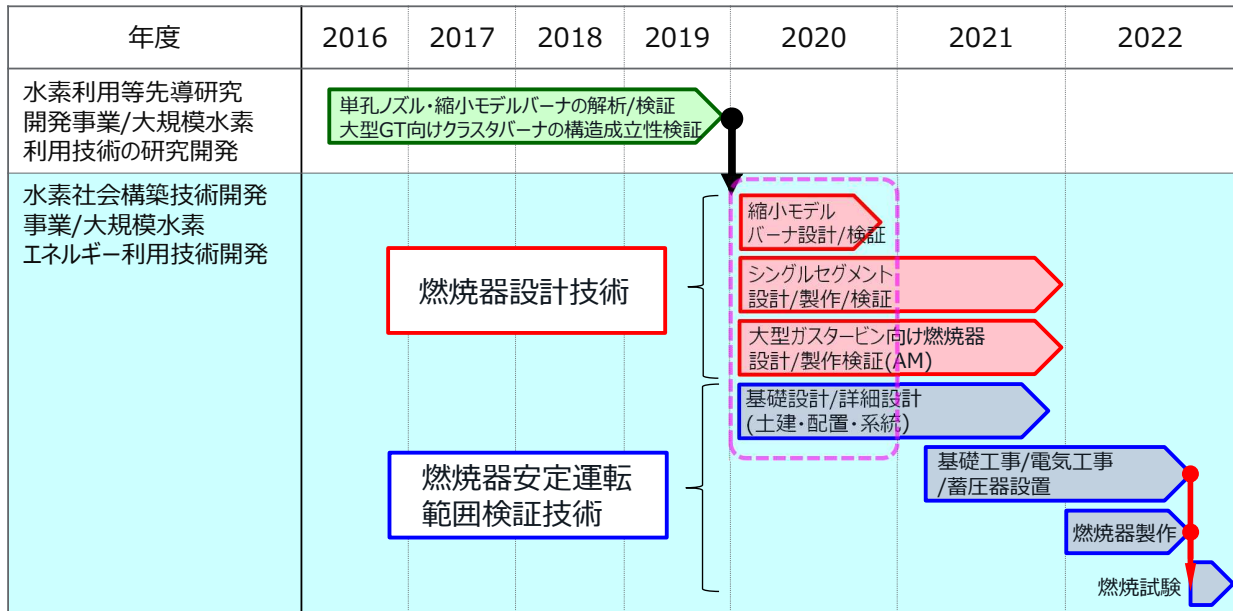 年度 2016 2017 2018 2019 2020 2021 2022
水素利用等先導研究
開発事業/大規模水素
利用技術の研究開発
単孔ノズル・縮小モデルバーナの解析/検証
大型GT向けクラスタバーナの構造成立性検証
水素社会構築技術開発
事業/大規模水素
エネルギー利用技術開発
燃焼器設計技術
縮小モデル
バーナ設計/検証
シングルセグメント
設計/製作/検証
大型ガスタービン向け燃焼器
設計/製作検証(AM)
燃焼器安定運転
範囲検証技術
基礎設計/詳細設計
(土建・配置・系統)
基礎工事/電気工事
/蓄圧器設置
燃焼器製作
燃焼試験